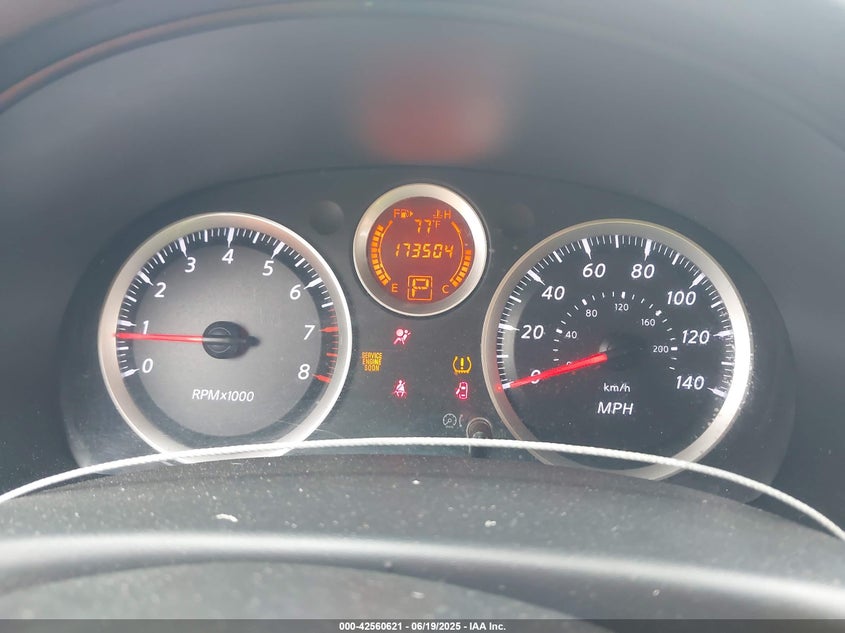 F H
77°F
173504
E P C
0 1 2 3 4 5 6 7 8
RPM×1000
SERVICE
ENGINE
SOON
0 20 40 60 80 100 120 140
40 80 120 160 200
km/h
MPH
000-42560621 | 06/19/2025 | IAA Inc.